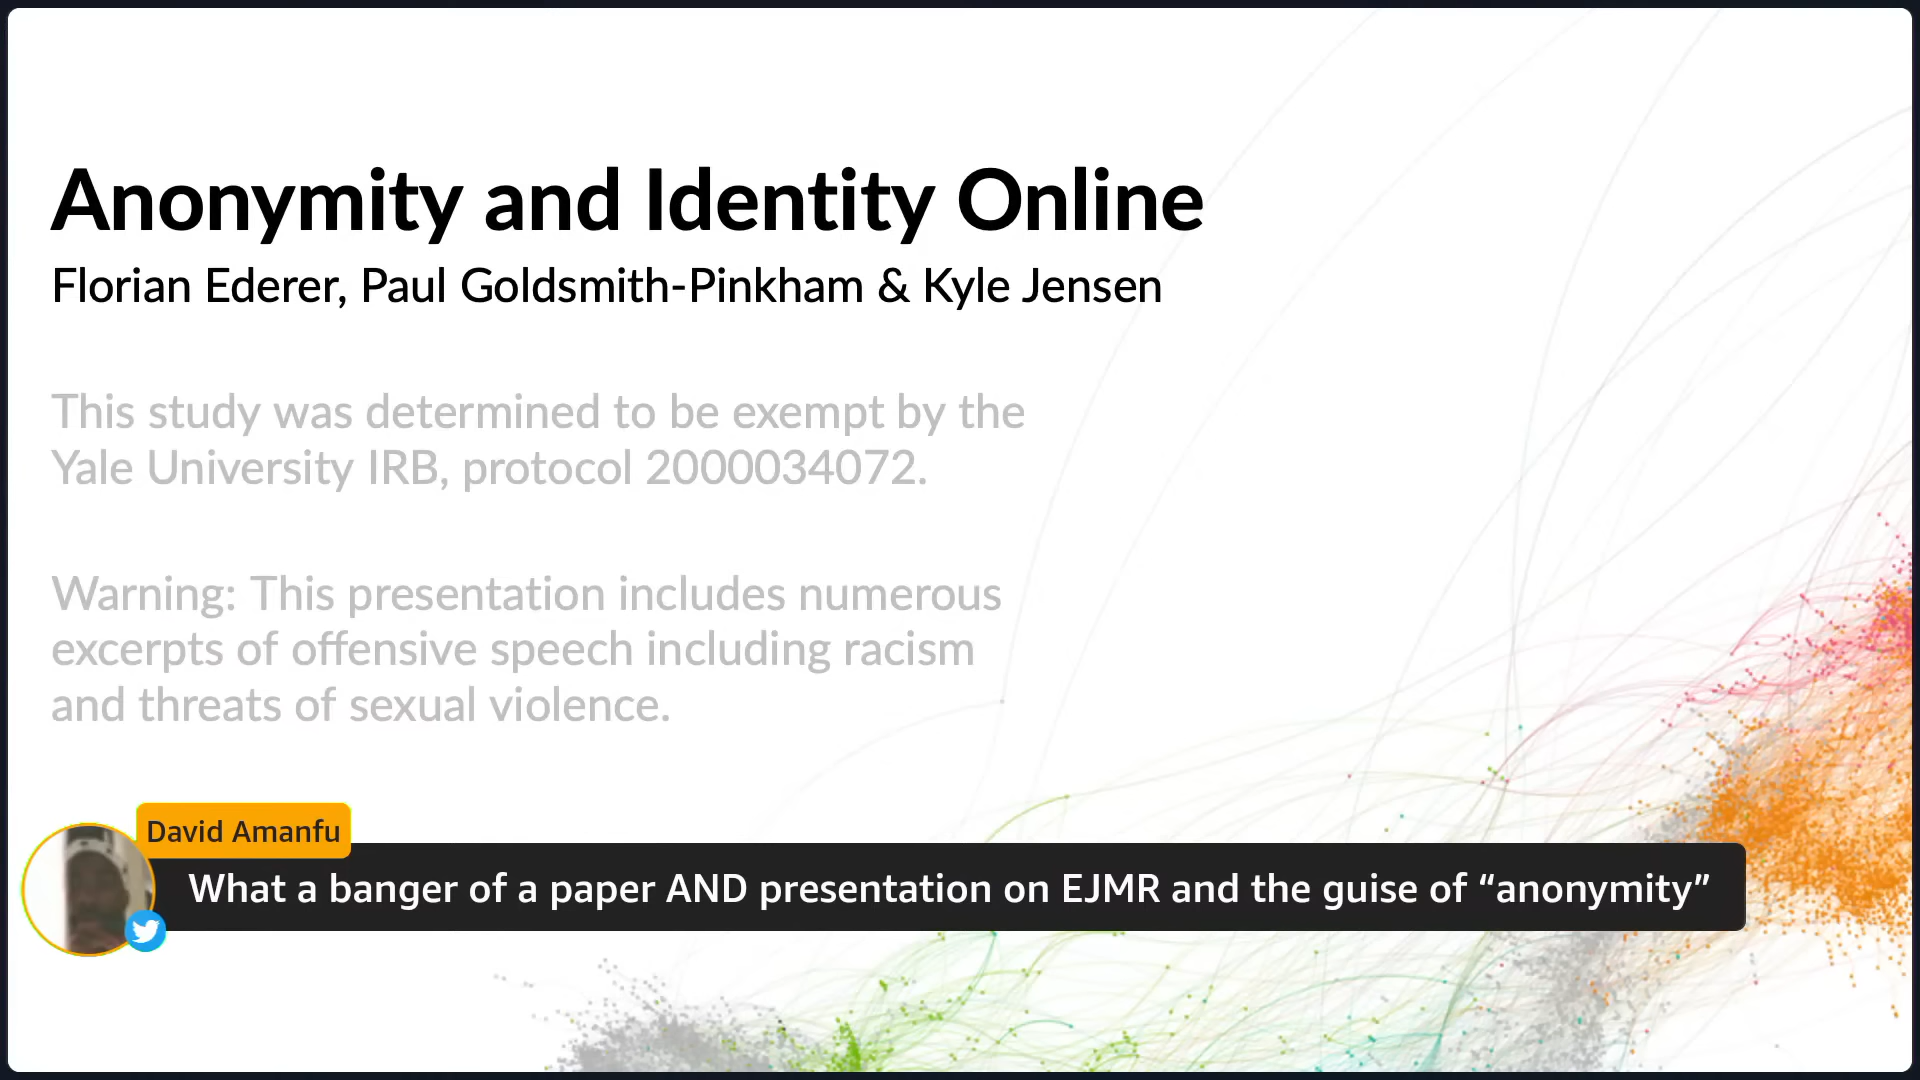 Anonymity and Identity Online
Florian Ederer, Paul Goldsmith-Pinkham & Kyle Jensen
This study was determined to be exempt by the
Yale University IRB, protocol 2000034072.
Warning: This presentation includes numerous
excerpts of offensive speech including racism
and threats of sexual violence.
David Amanfu
What a banger of a paper AND presentation on EJMR and the guise of “anonymity”